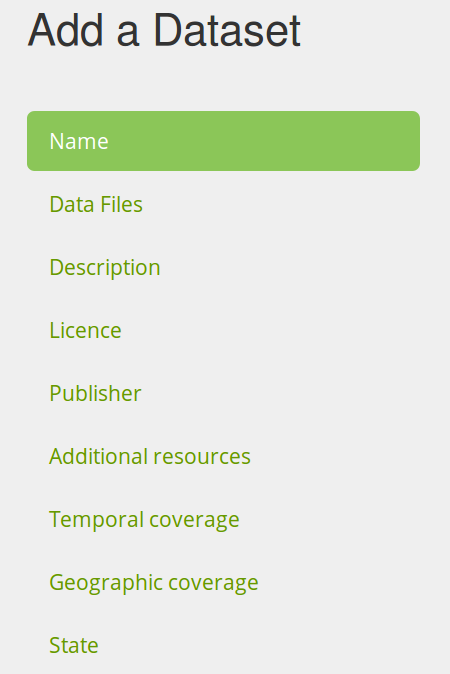 Add a Dataset
Name
Data Files
Description
Licence
Publisher
Additional resources
Temporal coverage
Geographic coverage
State